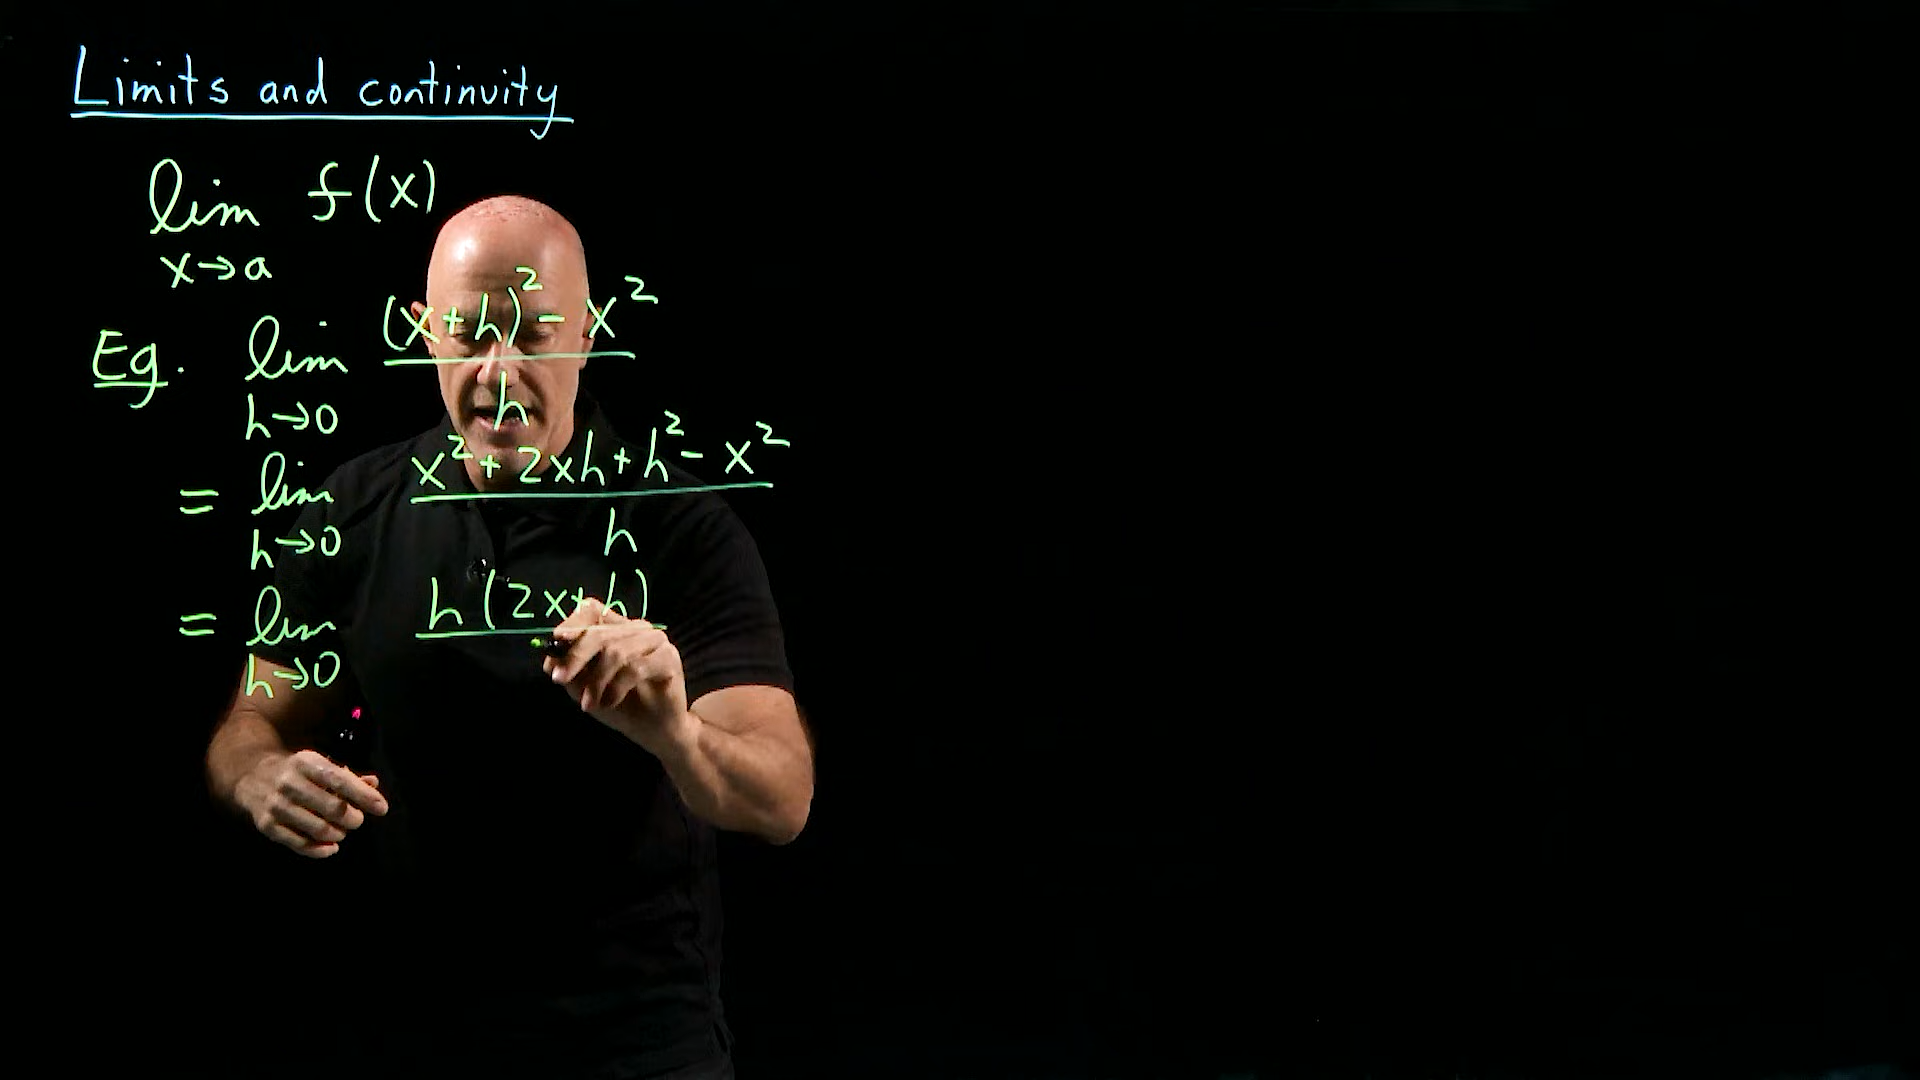 Limits and continuity
lim f(x)
x→a
Eg. lim (x+h)² - x²
h→0 h
= lim x² + 2xh + h² - x²
h→0 h
= lim h(2x+h)
h→0